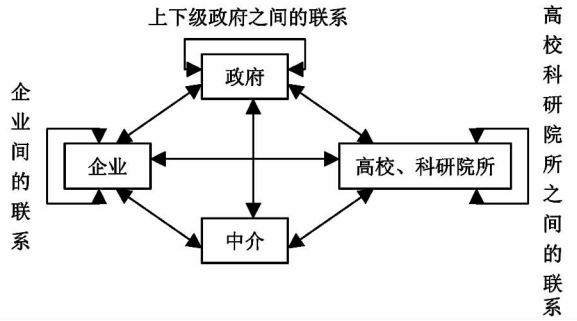 上下级政府之间的联系
政府
企业间的联系
企业
高校、科研院所
高校科研院所之间的联系
中介